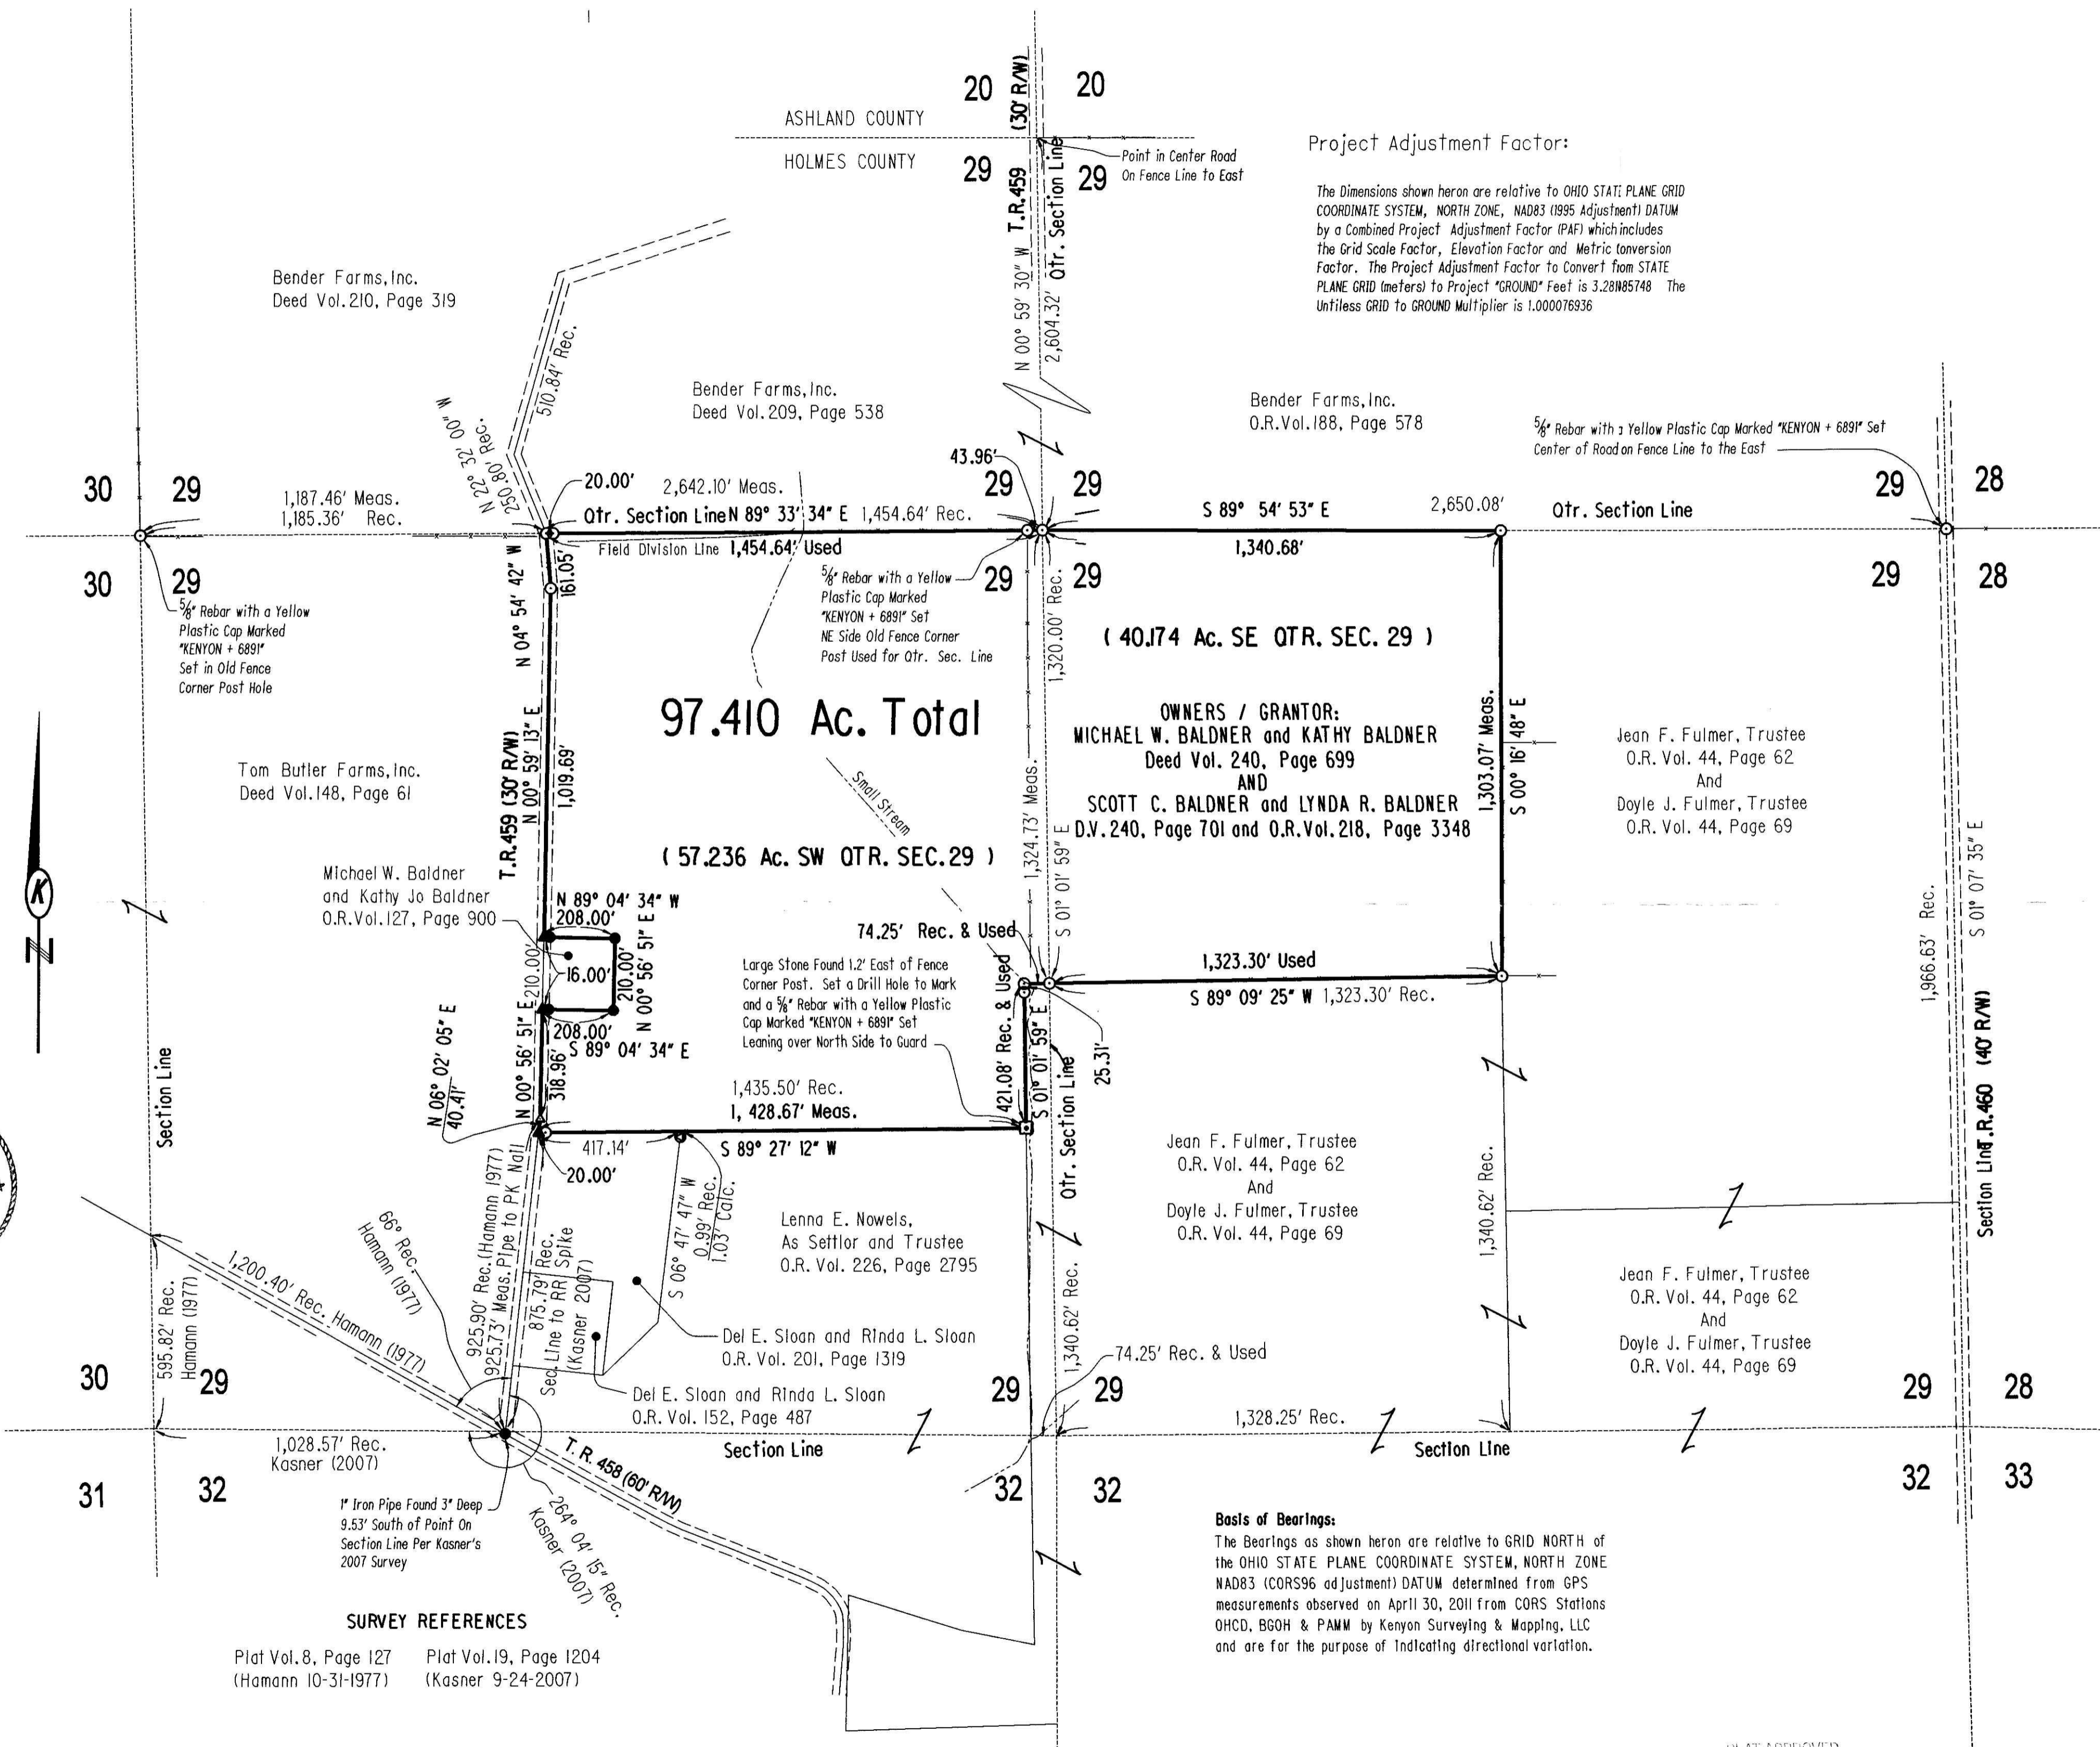 20
20
ASHLAND COUNTY
HOLMES COUNTY
29
29
T.R.459 (30' R/W)
Qtr. Section Line
N 00° 59' 30" W
2,604.32'
Point in Center Road
On Fence Line to East
Project Adjustment Factor:
The Dimensions shown heron are relative to OHIO STATE PLANE GRID
COORDINATE SYSTEM, NORTH ZONE, NAD83 (1995 Adjustment) DATUM
by a Combined Project Adjustment Factor (PAF) which includes
the Grid Scale Factor, Elevation Factor and Metric Conversion
Factor. The Project Adjustment Factor to Convert from STATE
PLANE GRID (meters) to Project "GROUND" Feet is The
Untiless GRID to GROUND Multiplier is 1.000076936
Bender Farms, Inc.
Deed Vol. 210, Page 319
510.84' Rec.
N 22° 32' 00" W
250.80' Rec.
Bender Farms, Inc.
Deed Vol. 209, Page 538
Bender Farms, Inc.
O.R. Vol. 188, Page 578
5/8" Rebar with a Yellow Plastic Cap Marked "KENYON + 6891" Set
Center of Road on Fence Line to the East
30
29
1,187.46' Meas.
1,185.36' Rec.
20.00'
2,642.10' Meas.
43.96'
29
29
Qtr. Section Line N 89° 33' 34" E 1,454.64' Rec.
S 89° 54' 53" E
2,650.08'
Qtr. Section Line
29
28
Field Division Line 1,454.64' Used
1,340.68'
30
29
29
29
29
28
5/8" Rebar with a Yellow
Plastic Cap Marked
"KENYON + 6891"
Set in Old Fence
Corner Post Hole
N 04° 54' 42" W
161.05'
5/8" Rebar with a Yellow
Plastic Cap Marked
"KENYON + 6891" Set
NE Side Old Fence Corner
Post Used for Qtr. Sec. Line
1,320.00' Rec.
( 40.174 Ac. SE QTR. SEC. 29 )
97.410 Ac. Total
OWNERS / GRANTOR:
MICHAEL W. BALDNER and KATHY BALDNER
Deed Vol. 240, Page 699
AND
SCOTT C. BALDNER and LYNDA R. BALDNER
D.V. 240, Page 701 and O.R. Vol. 218, Page 3348
1,303.07' Meas.
S 00° 16' 48" E
Jean F. Fulmer, Trustee
O.R. Vol. 44, Page 62
And
Doyle J. Fulmer, Trustee
O.R. Vol. 44, Page 69
Tom Butler Farms, Inc.
Deed Vol. 148, Page 61
T.R.459 (30' R/W)
N 00° 59' 13" E
1,019.69'
Small Stream
1,324.73' Meas.
S 01° 01' 59" E
( 57.236 Ac. SW QTR. SEC. 29 )
K
N
Michael W. Baldner
and Kathy Jo Baldner
O.R. Vol. 127, Page 900
N 89° 04' 34" W
208.00'
16.00'
210.00'
210.00'
N 00° 56' 51" E
208.00'
S 89° 04' 34" E
74.25' Rec. & Used
Large Stone Found 1.2' East of Fence
Corner Post. Set a Drill Hole to Mark
and a 5/8" Rebar with a Yellow Plastic
Cap Marked "KENYON + 6891" Set
Leaning over North Side to Guard
1,323.30' Used
S 89° 09' 25" W 1,323.30' Rec.
421.08' Rec. & Used
S 01° 01' 59" E
25.31'
Qtr. Section Line
1,966.63' Rec.
S 01° 07' 35" E
Section Line
T.R.460 (40' R/W)
Section Line
N 06° 02' 05" E
40.41'
N 00° 56' 51" E
318.96'
1,435.50' Rec.
1,428.67' Meas.
417.14'
S 89° 27' 12" W
20.00'
925.90' Rec. (Hamann 1977)
925.73' Meas. Pipe to PK Nail
875.79' Rec.
Sec. Line to RR Spike
(Kasner 2007)
S 06° 47' 47" W
0.99' Rec.
1.03' Calc.
Lenna E. Nowels,
As Settlor and Trustee
O.R. Vol. 226, Page 2795
Jean F. Fulmer, Trustee
O.R. Vol. 44, Page 62
And
Doyle J. Fulmer, Trustee
O.R. Vol. 44, Page 69
1,340.62' Rec.
1,340.62' Rec.
Jean F. Fulmer, Trustee
O.R. Vol. 44, Page 62
And
Doyle J. Fulmer, Trustee
O.R. Vol. 44, Page 69
66° Rec.
Hamann (1977)
1,200.40' Rec. Hamann (1977)
595.82' Rec.
Hamann (1977)
Del E. Sloan and Rinda L. Sloan
O.R. Vol. 201, Page 1319
Del E. Sloan and Rinda L. Sloan
O.R. Vol. 152, Page 487
74.25' Rec. & Used
30
29
29
29
29
28
1,028.57' Rec.
Kasner (2007)
Section Line
1,328.25' Rec.
Section Line
31
32
32
32
32
33
T. R. 458 (60' R/W)
264° 04' 15" Rec.
Kasner (2007)
1" Iron Pipe Found 3" Deep
9.53' South of Point On
Section Line Per Kasner's
2007 Survey
SURVEY REFERENCES
Plat Vol. 8, Page 127
(Hamann 10-31-1977)
Plat Vol. 19, Page 1204
(Kasner 9-24-2007)
Basis of Bearings:
The Bearings as shown heron are relative to GRID NORTH of
the OHIO STATE PLANE COORDINATE SYSTEM, NORTH ZONE
NAD83 (CORS96 adjustment) DATUM determined from GPS
measurements observed on April 30, 2011 from CORS Stations
OHCD, BGOH & PAMM by Kenyon Surveying & Mapping, LLC
and are for the purpose of indicating directional variation.